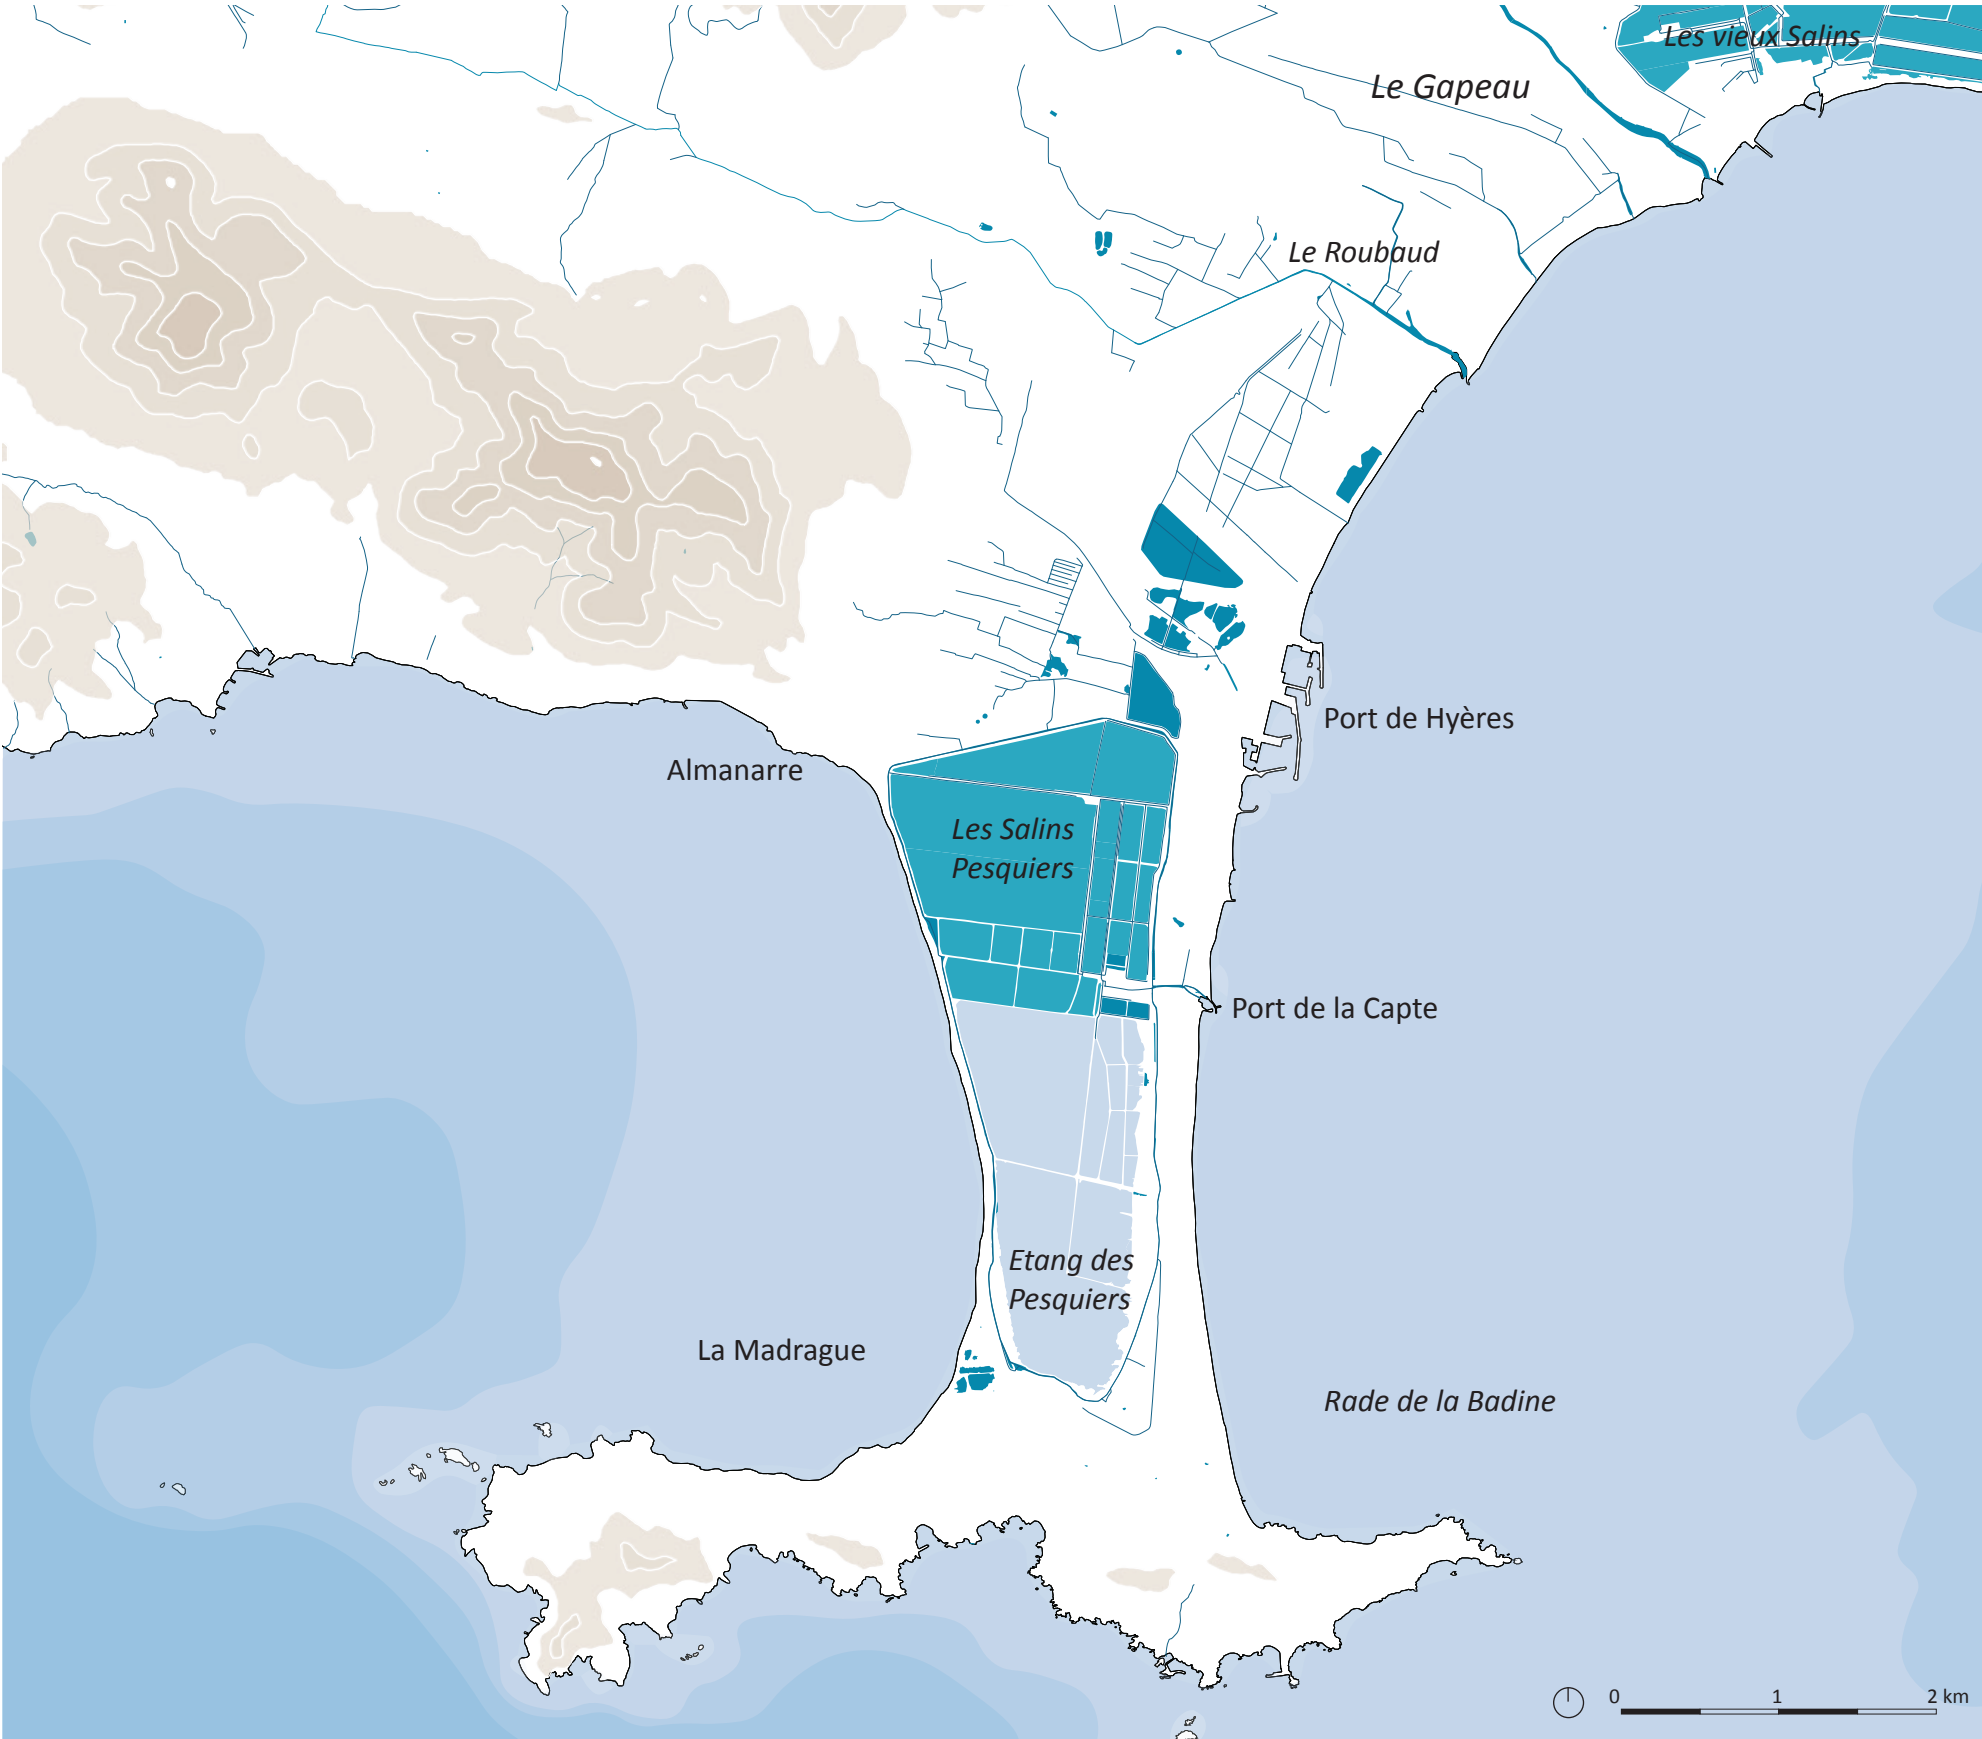 Les vieux Salins
Le Gapeau
Le Roubaud
Port de Hyères
Almanarre
Les Salins
Pesquiers
Port de la Capte
Etang des
Pesquiers
La Madrague
Rade de la Badine
0 1 2 km